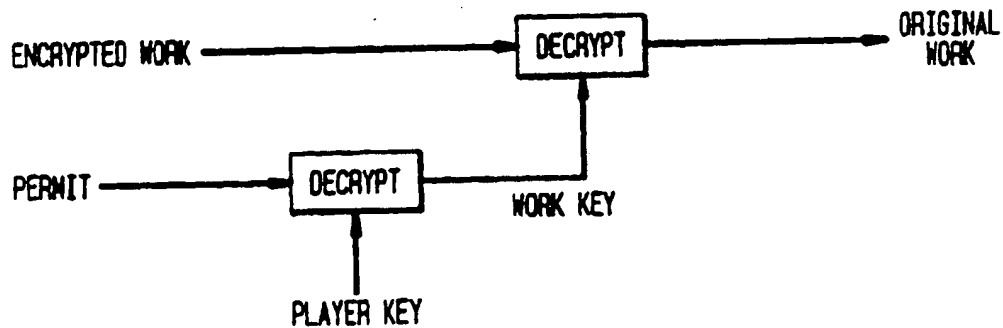 ENCRYPTED WORK
DECRYPT
ORIGINAL
WORK
PERMIT
DECRYPT
WORK KEY
PLAYER KEY